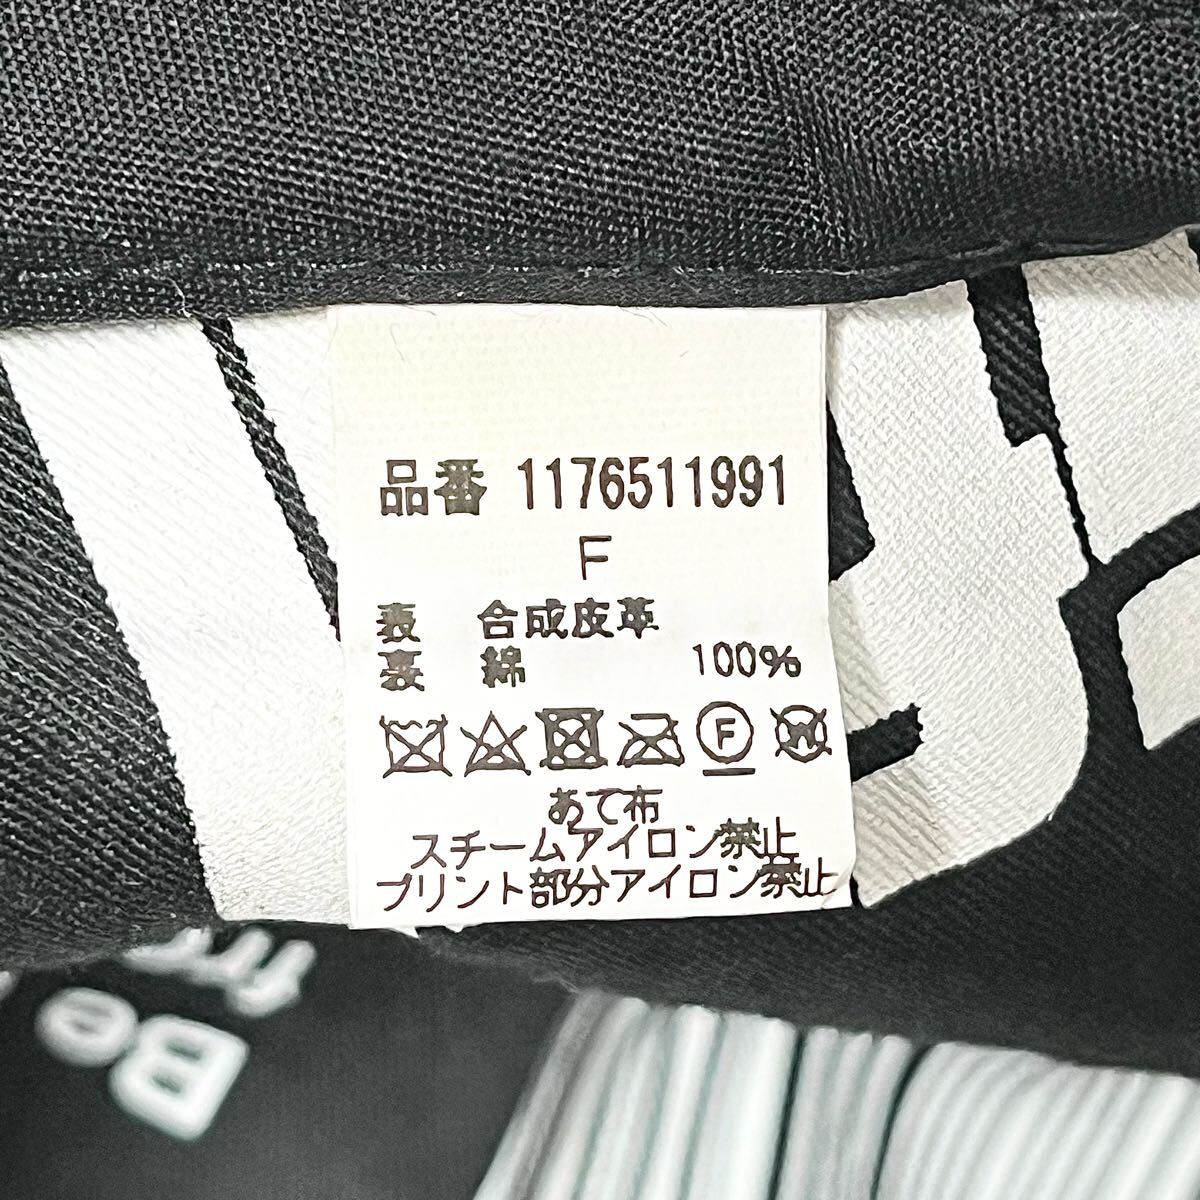 品番 1176511991
F
表 合成皮革
裏 綿 100%
F W
あて布
スチームアイロン禁止
プリント部分アイロン禁止
Be